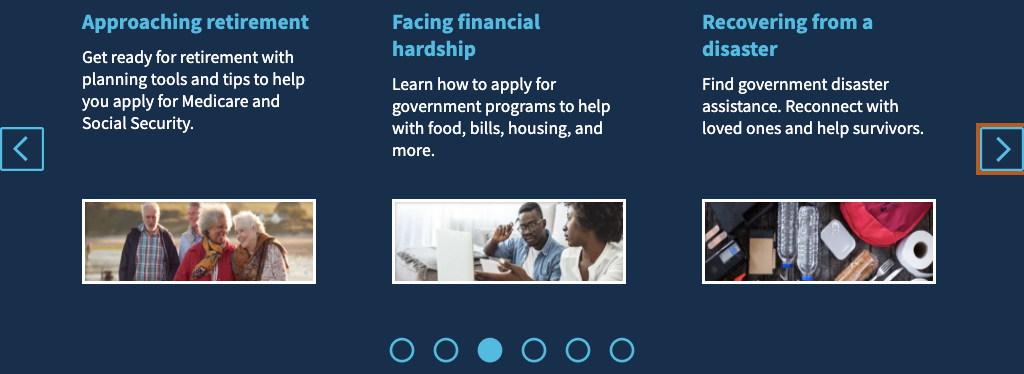 Approaching retirement
Get ready for retirement with
planning tools and tips to help
you apply for Medicare and
Social Security.
Facing financial
hardship
Learn how to apply for
government programs to help
with food, bills, housing, and
more.
Recovering from a
disaster
Find government disaster
assistance. Reconnect with
loved ones and help survivors.